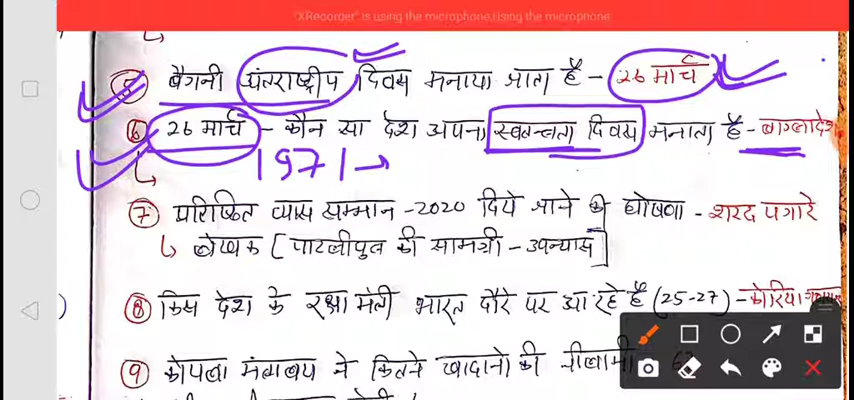 "XRecorder" is using the microphone,Using the microphone
5 बैगनी अंतराष्ट्रीय दिवस मनाया जाता है - 26 मार्च
6 26 मार्च - कौन सा देश अपना स्वतन्त्रता दिवस मनाता है - बांग्लादेश
↳ 1971 →
7 प्रतिष्ठित व्यास सम्मान - 2020 दिये जाने की घोषणा - शरद पगारे
↳ लेखक [पाटलीपुत्र की सामग्री - उपन्यास]
8 किस देश के रक्षा मंत्री भारत दौरे पर आ रहे हैं (25-27) - कोरिया
9 कोयला मंत्रालय ने कितने खादानो की नीलामी